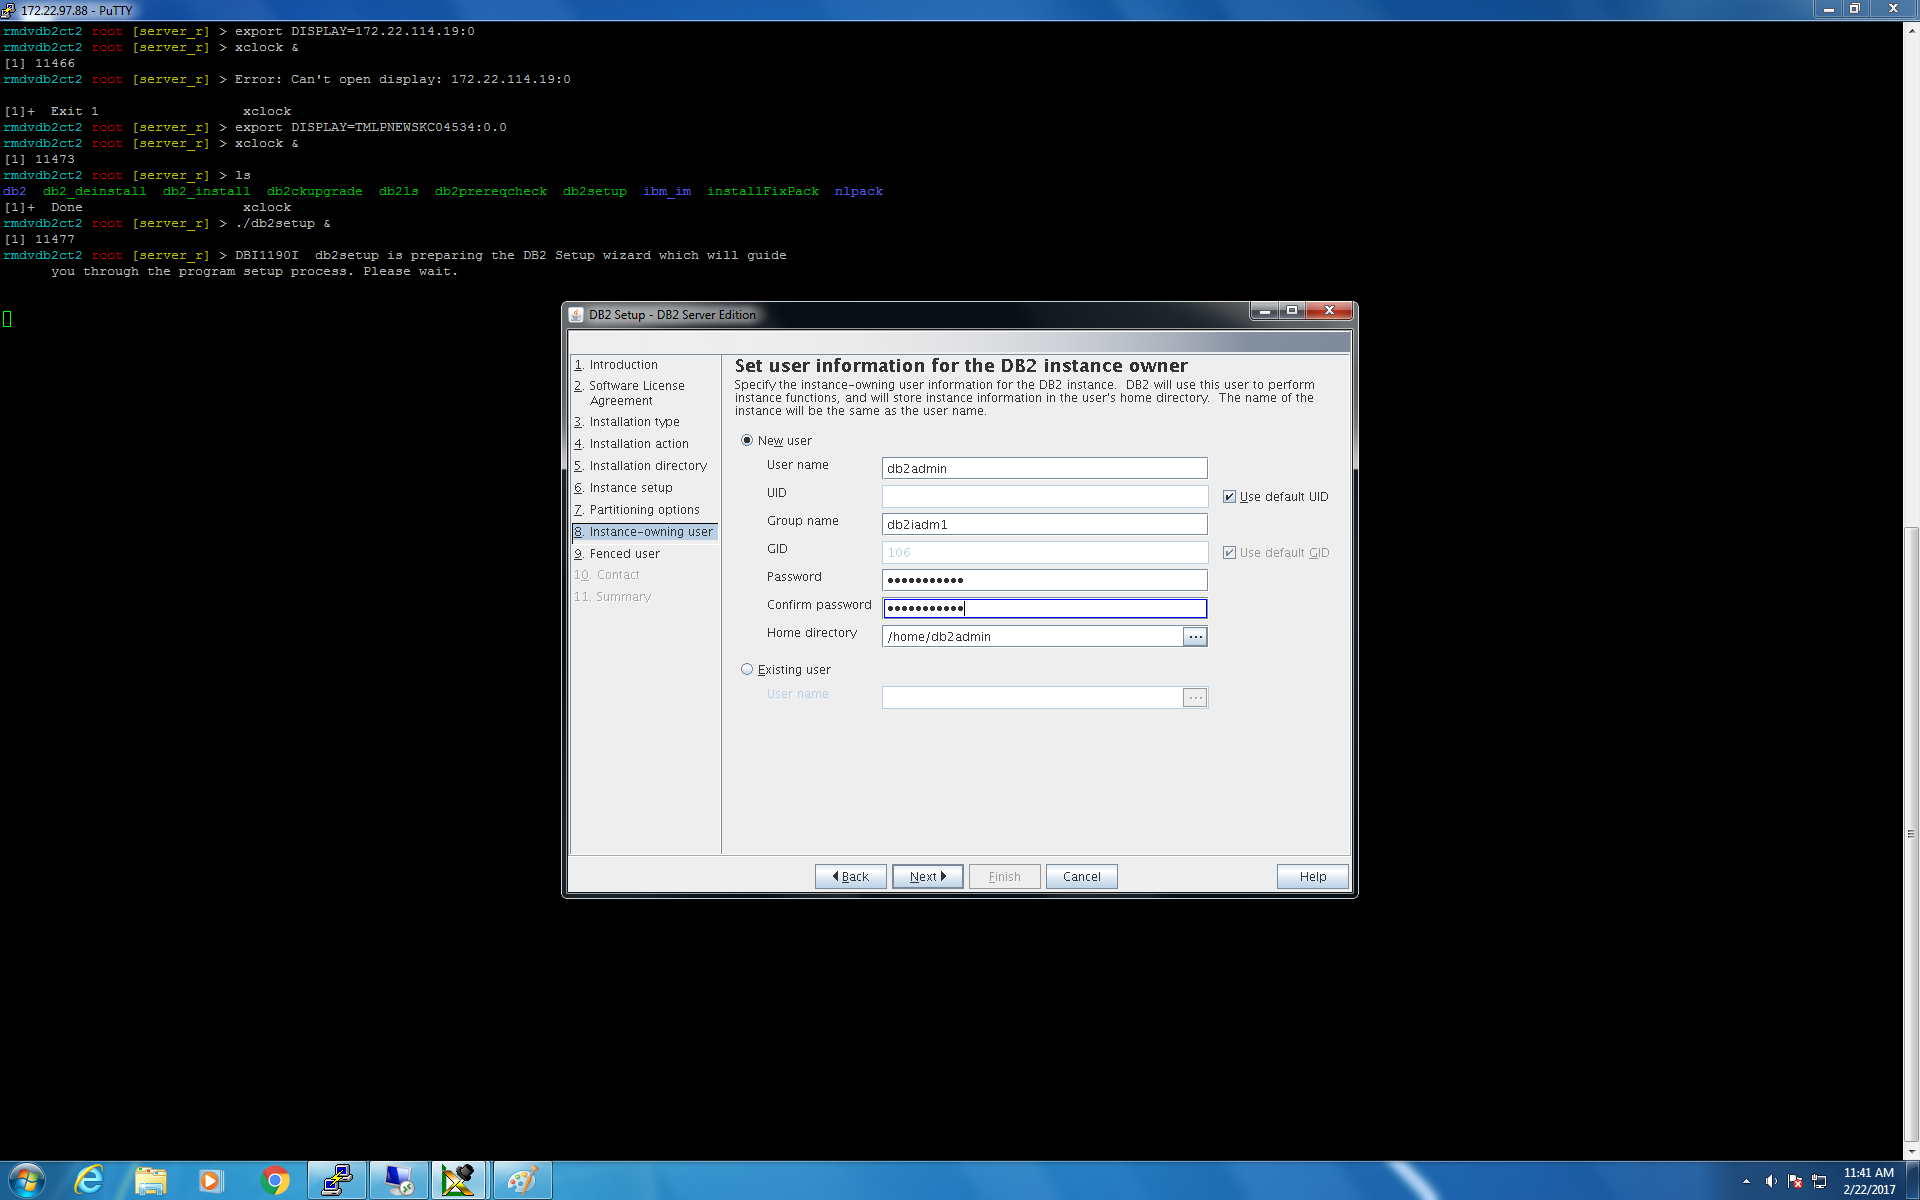 172.22.97.88 - PuTTY
rmdvdb2ct2 root [server_r] > export DISPLAY=172.22.114.19:0
rmdvdb2ct2 root [server_r] > xclock &
[1] 11466
rmdvdb2ct2 root [server_r] > Error: Can't open display: 172.22.114.19:0
[1]+  Exit 1                  xclock
rmdvdb2ct2 root [server_r] > export DISPLAY=TMLPNEWSKC04534:0.0
rmdvdb2ct2 root [server_r] > xclock &
[1] 11473
rmdvdb2ct2 root [server_r] > ls
db2  db2_deinstall  db2_install  db2ckupgrade  db2ls  db2prereqcheck  db2setup  ibm_im  installFixPack  nlpack
[1]+  Done                    xclock
rmdvdb2ct2 root [server_r] > ./db2setup &
[1] 11477
rmdvdb2ct2 root [server_r] > DBI1190I  db2setup is preparing the DB2 Setup wizard which will guide
you through the program setup process. Please wait.
DB2 Setup - DB2 Server Edition
1. Introduction
2. Software License
Agreement
3. Installation type
4. Installation action
5. Installation directory
6. Instance setup
7. Partitioning options
8. Instance-owning user
9. Fenced user
10. Contact
11. Summary
Set user information for the DB2 instance owner
Specify the instance-owning user information for the DB2 instance.  DB2 will use this user to perform
instance functions, and will store instance information in the user's home directory.  The name of the
instance will be the same as the user name.
New user
User name db2admin
UID Use default UID
Group name db2iadm1
GID 106 Use default GID
Password •••••••••••
Confirm password •••••••••••
Home directory /home/db2admin ...
Existing user
User name ...
Back Next Finish Cancel Help
11:41 AM
2/22/2017